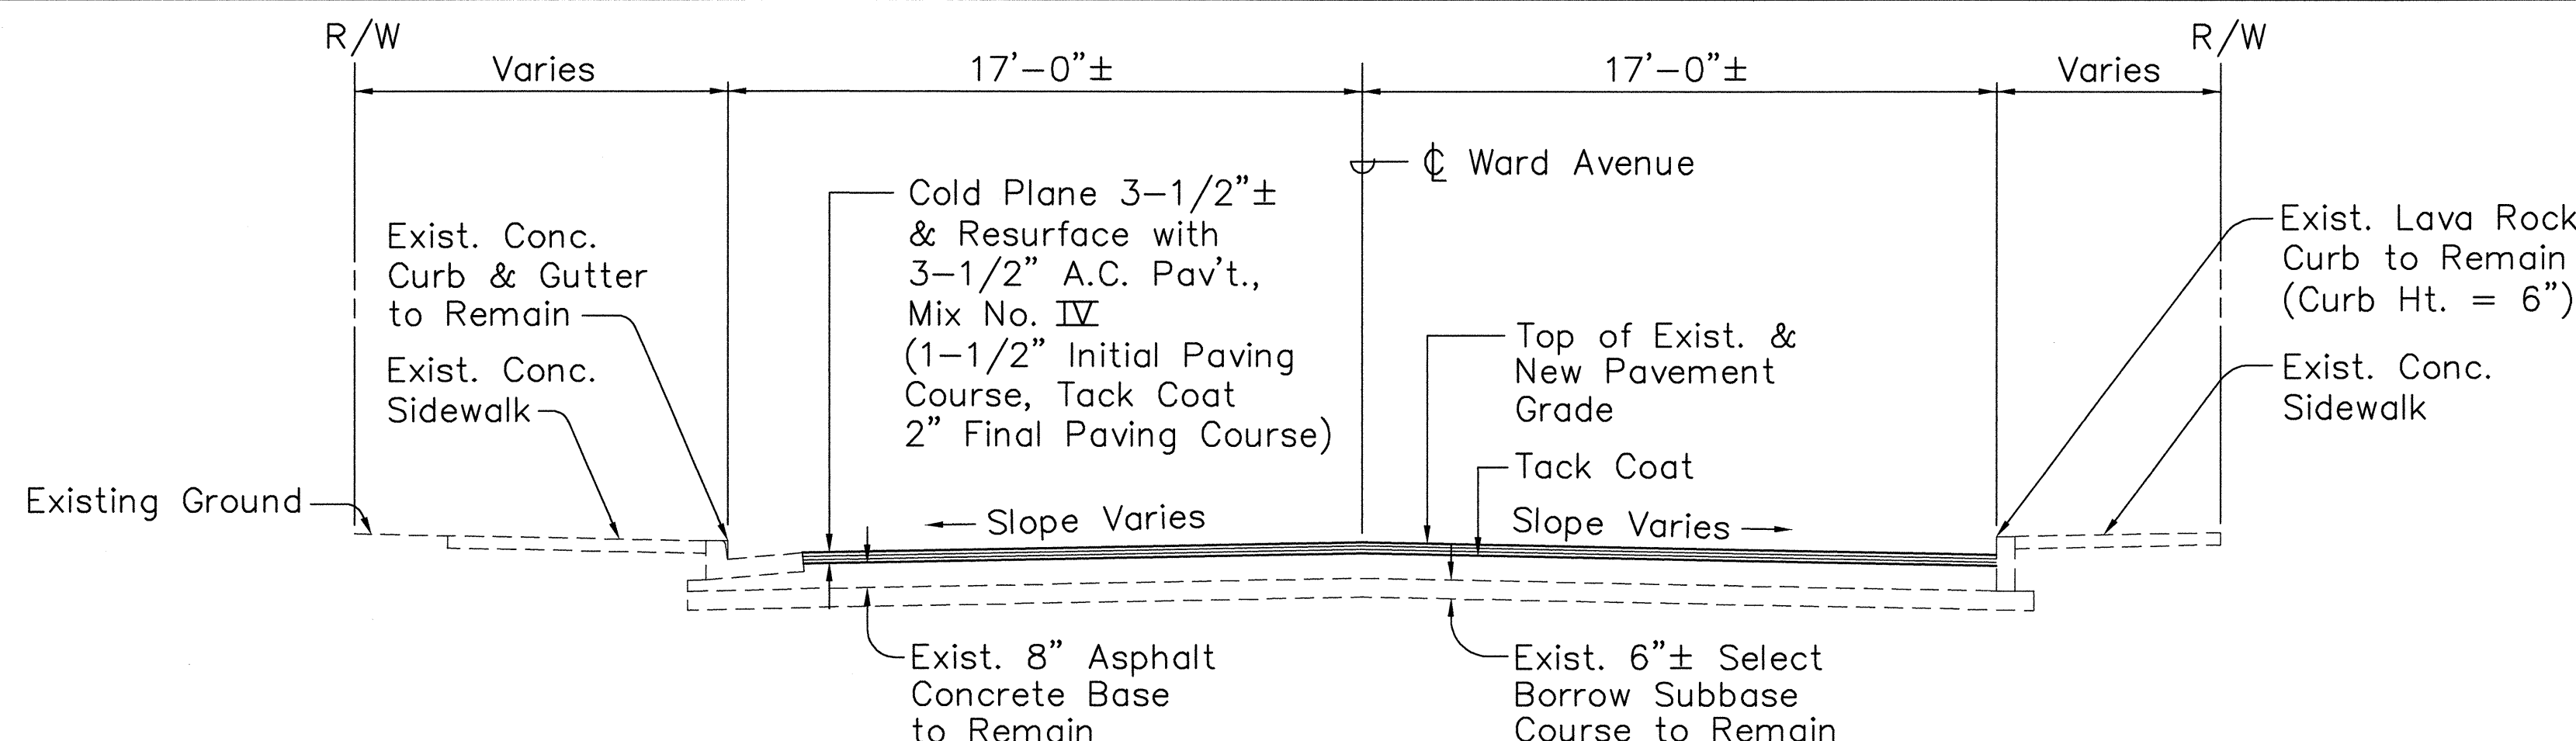 R/W
R/W
Varies
17'-0"±
17'-0"±
Varies
℄ Ward Avenue
Cold Plane 3-1/2"±
& Resurface with
3-1/2" A.C. Pav't.,
Mix No. IV
(1-1/2" Initial Paving
Course, Tack Coat
2" Final Paving Course)
Exist. Conc.
Curb & Gutter
to Remain
Exist. Conc.
Sidewalk
Existing Ground
Exist. Lava Rock
Curb to Remain
(Curb Ht. = 6")
Top of Exist. &
New Pavement
Grade
Exist. Conc.
Sidewalk
Tack Coat
Slope Varies
Slope Varies
Exist. 8" Asphalt
Concrete Base
to Remain
Exist. 6"± Select
Borrow Subbase
Course to Remain